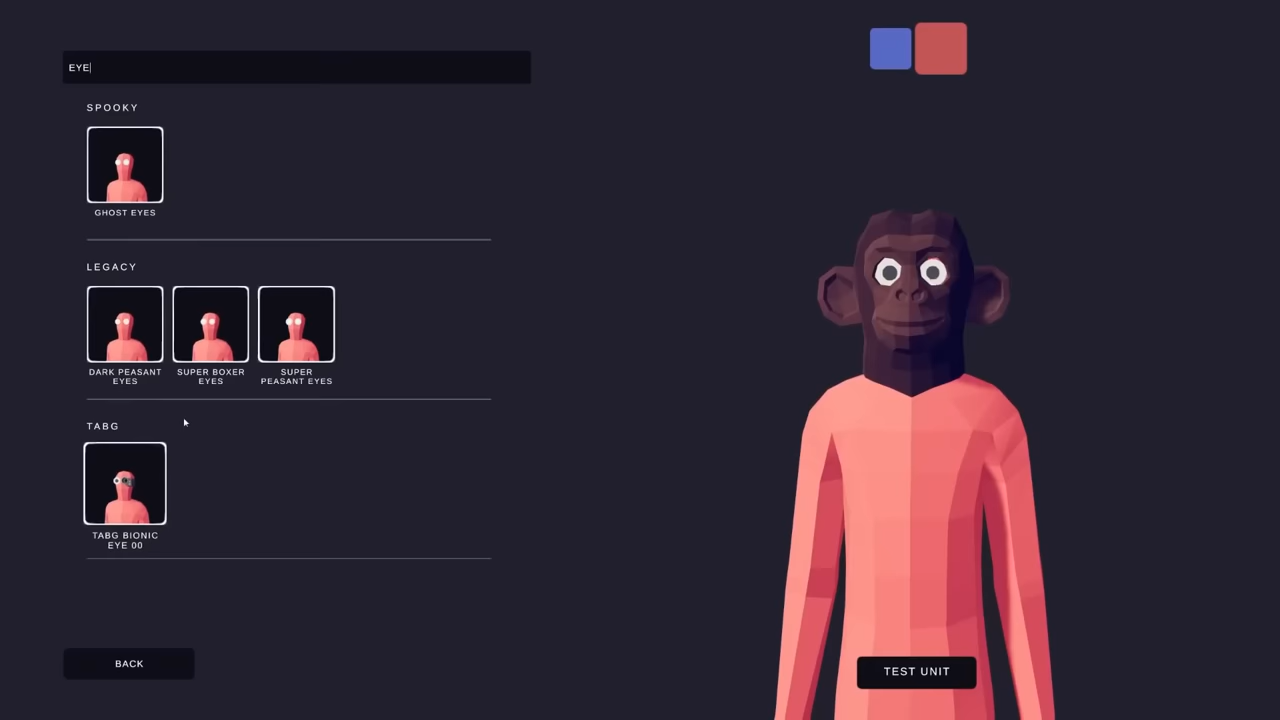 EYE
SPOOKY
GHOST EYES
LEGACY
DARK PEASANT
EYES
SUPER BOXER
EYES
SUPER
PEASANT EYES
TABG
TABG BIONIC
EYE 00
BACK
TEST UNIT